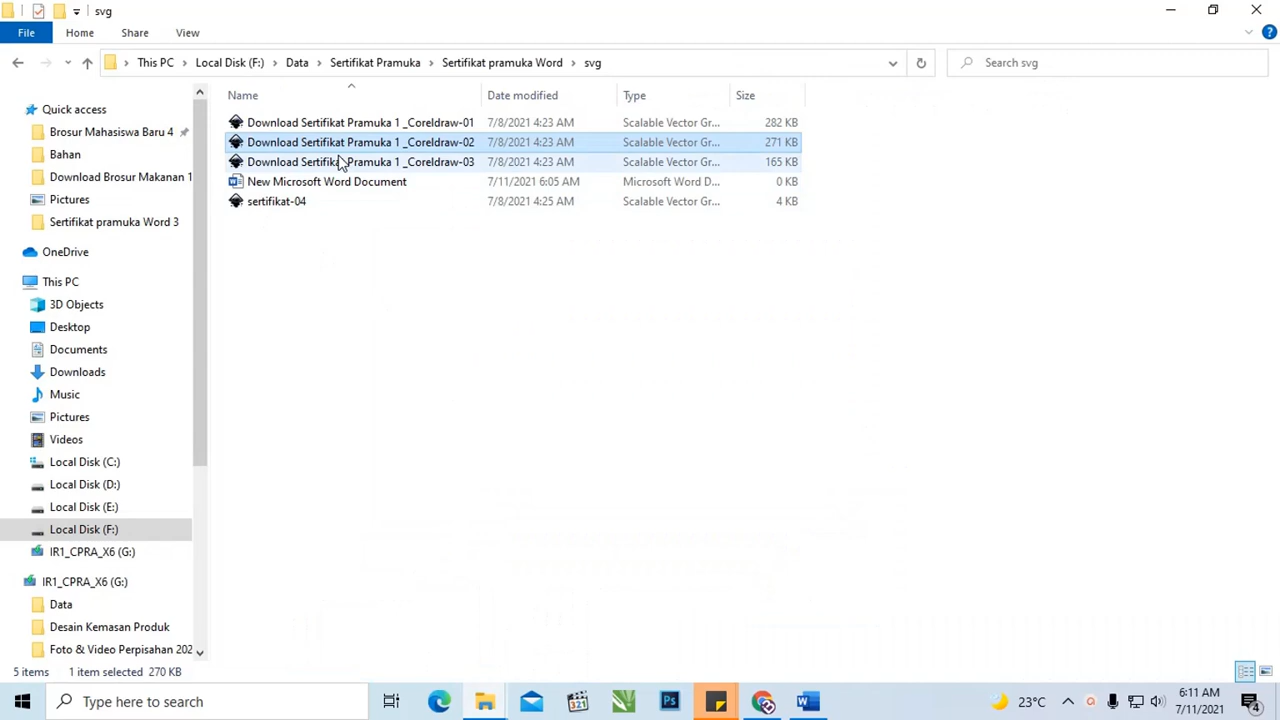 svg
File Home Share View
This PC Local Disk (F:) Data Sertifikat Pramuka Sertifikat pramuka Word svg
Search svg
Name Date modified Type Size
Quick access
Brosur Mahasiswa Baru 4
Bahan
Download Brosur Makanan 1
Pictures
Sertifikat pramuka Word 3
OneDrive
This PC
3D Objects
Desktop
Documents
Downloads
Music
Pictures
Videos
Local Disk (C:)
Local Disk (D:)
Local Disk (E:)
Local Disk (F:)
IR1_CPRA_X6 (G:)
IR1_CPRA_X6 (G:)
Data
Desain Kemasan Produk
Foto & Video Perpisahan 202
Download Sertifikat Pramuka 1 _Coreldraw-01 7/8/2021 4:23 AM Scalable Vector Gr... 282 KB
Download Sertifikat Pramuka 1 _Coreldraw-02 7/8/2021 4:23 AM Scalable Vector Gr... 271 KB
Download Sertifikat Pramuka 1 _Coreldraw-03 7/8/2021 4:23 AM Scalable Vector Gr... 165 KB
New Microsoft Word Document 7/11/2021 6:05 AM Microsoft Word D... 0 KB
sertifikat-04 7/8/2021 4:25 AM Scalable Vector Gr... 4 KB
5 items 1 item selected 270 KB
Type here to search
321
Ps
W
23°C
6:11 AM
7/11/2021
4